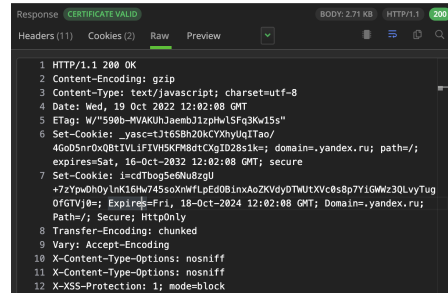 Response CERTIFICATE VALID BODY: 2.71 KB HTTP/1.1 200
Headers (11) Cookies (2) Raw Preview
1 HTTP/1.1 200 OK
2 Content-Encoding: gzip
3 Content-Type: text/javascript; charset=utf-8
4 Date: Wed, 19 Oct 2022 12:02:08 GMT
5 ETag: W/"590b-MVAKUhJaembJ1zpHwlSFq3Kw15s"
6 Set-Cookie: _yasc=tJt6SBh2OkCYXhyUqITao/
4GoD5nrOxQBtIVLiFIVH5KFM8dtCXgID28s1k=; domain=.yandex.ru; path=/;
expires=Sat, 16-Oct-2032 12:02:08 GMT; secure
7 Set-Cookie: i=cdTbog5e6Nu8zgU
+7zYpwDhOylnK16Hw745soXnWfLpEdOBinxAoZKVdyDTWUtXVc0s8p7YiGWWz3QLvyTug
OfGTVj0=; Expires=Fri, 18-Oct-2024 12:02:08 GMT; Domain=.yandex.ru;
Path=/; Secure; HttpOnly
8 Transfer-Encoding: chunked
9 Vary: Accept-Encoding
10 X-Content-Type-Options: nosniff
11 X-Content-Type-Options: nosniff
12 X-XSS-Protection: 1; mode=block